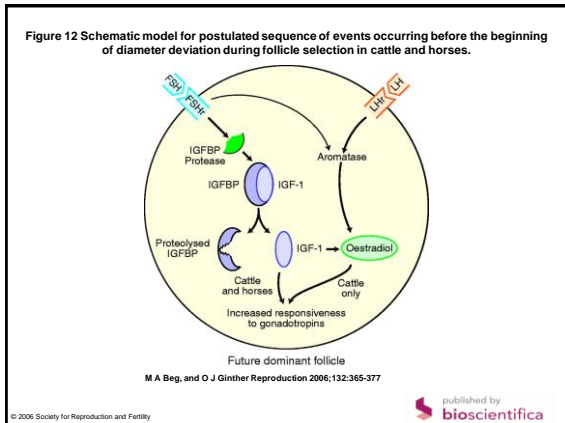 Figure 12 Schematic model for postulated sequence of events occurring before the beginning
of diameter deviation during follicle selection in cattle and horses.
FSH
FSHr
LH
LHr
IGFBP
Protease
Aromatase
IGFBP
IGF-1
Proteolysed
IGFBP
IGF-1
Oestradiol
Cattle
and horses
Cattle
only
Increased responsiveness
to gonadotropins
Future dominant follicle
M A Beg, and O J Ginther Reproduction 2006;132:365-377
© 2006 Society for Reproduction and Fertility
published by
bioscientifica